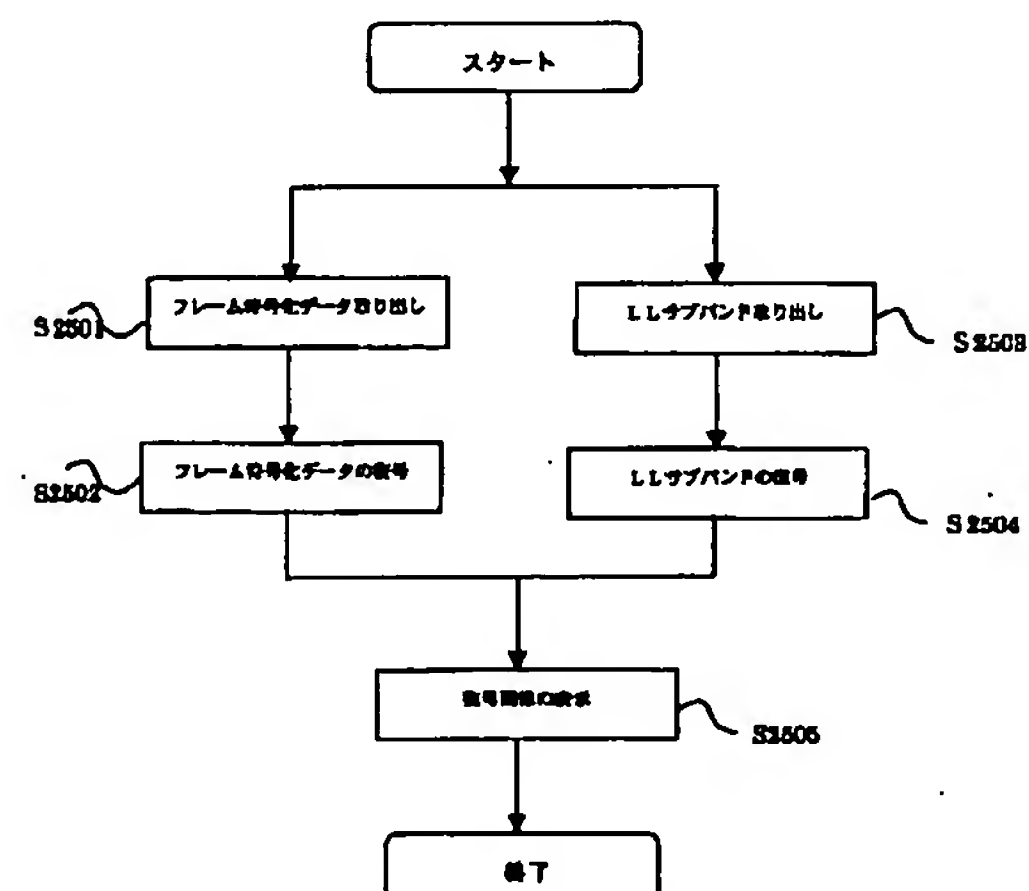 スタート
フレーム符号化データ取り出し
S2501
LLサブバンド取り出し
S2503
フレーム符号化データの復号
S2502
LLサブバンドの復号
S2504
復号画像の表示
S2505
終了